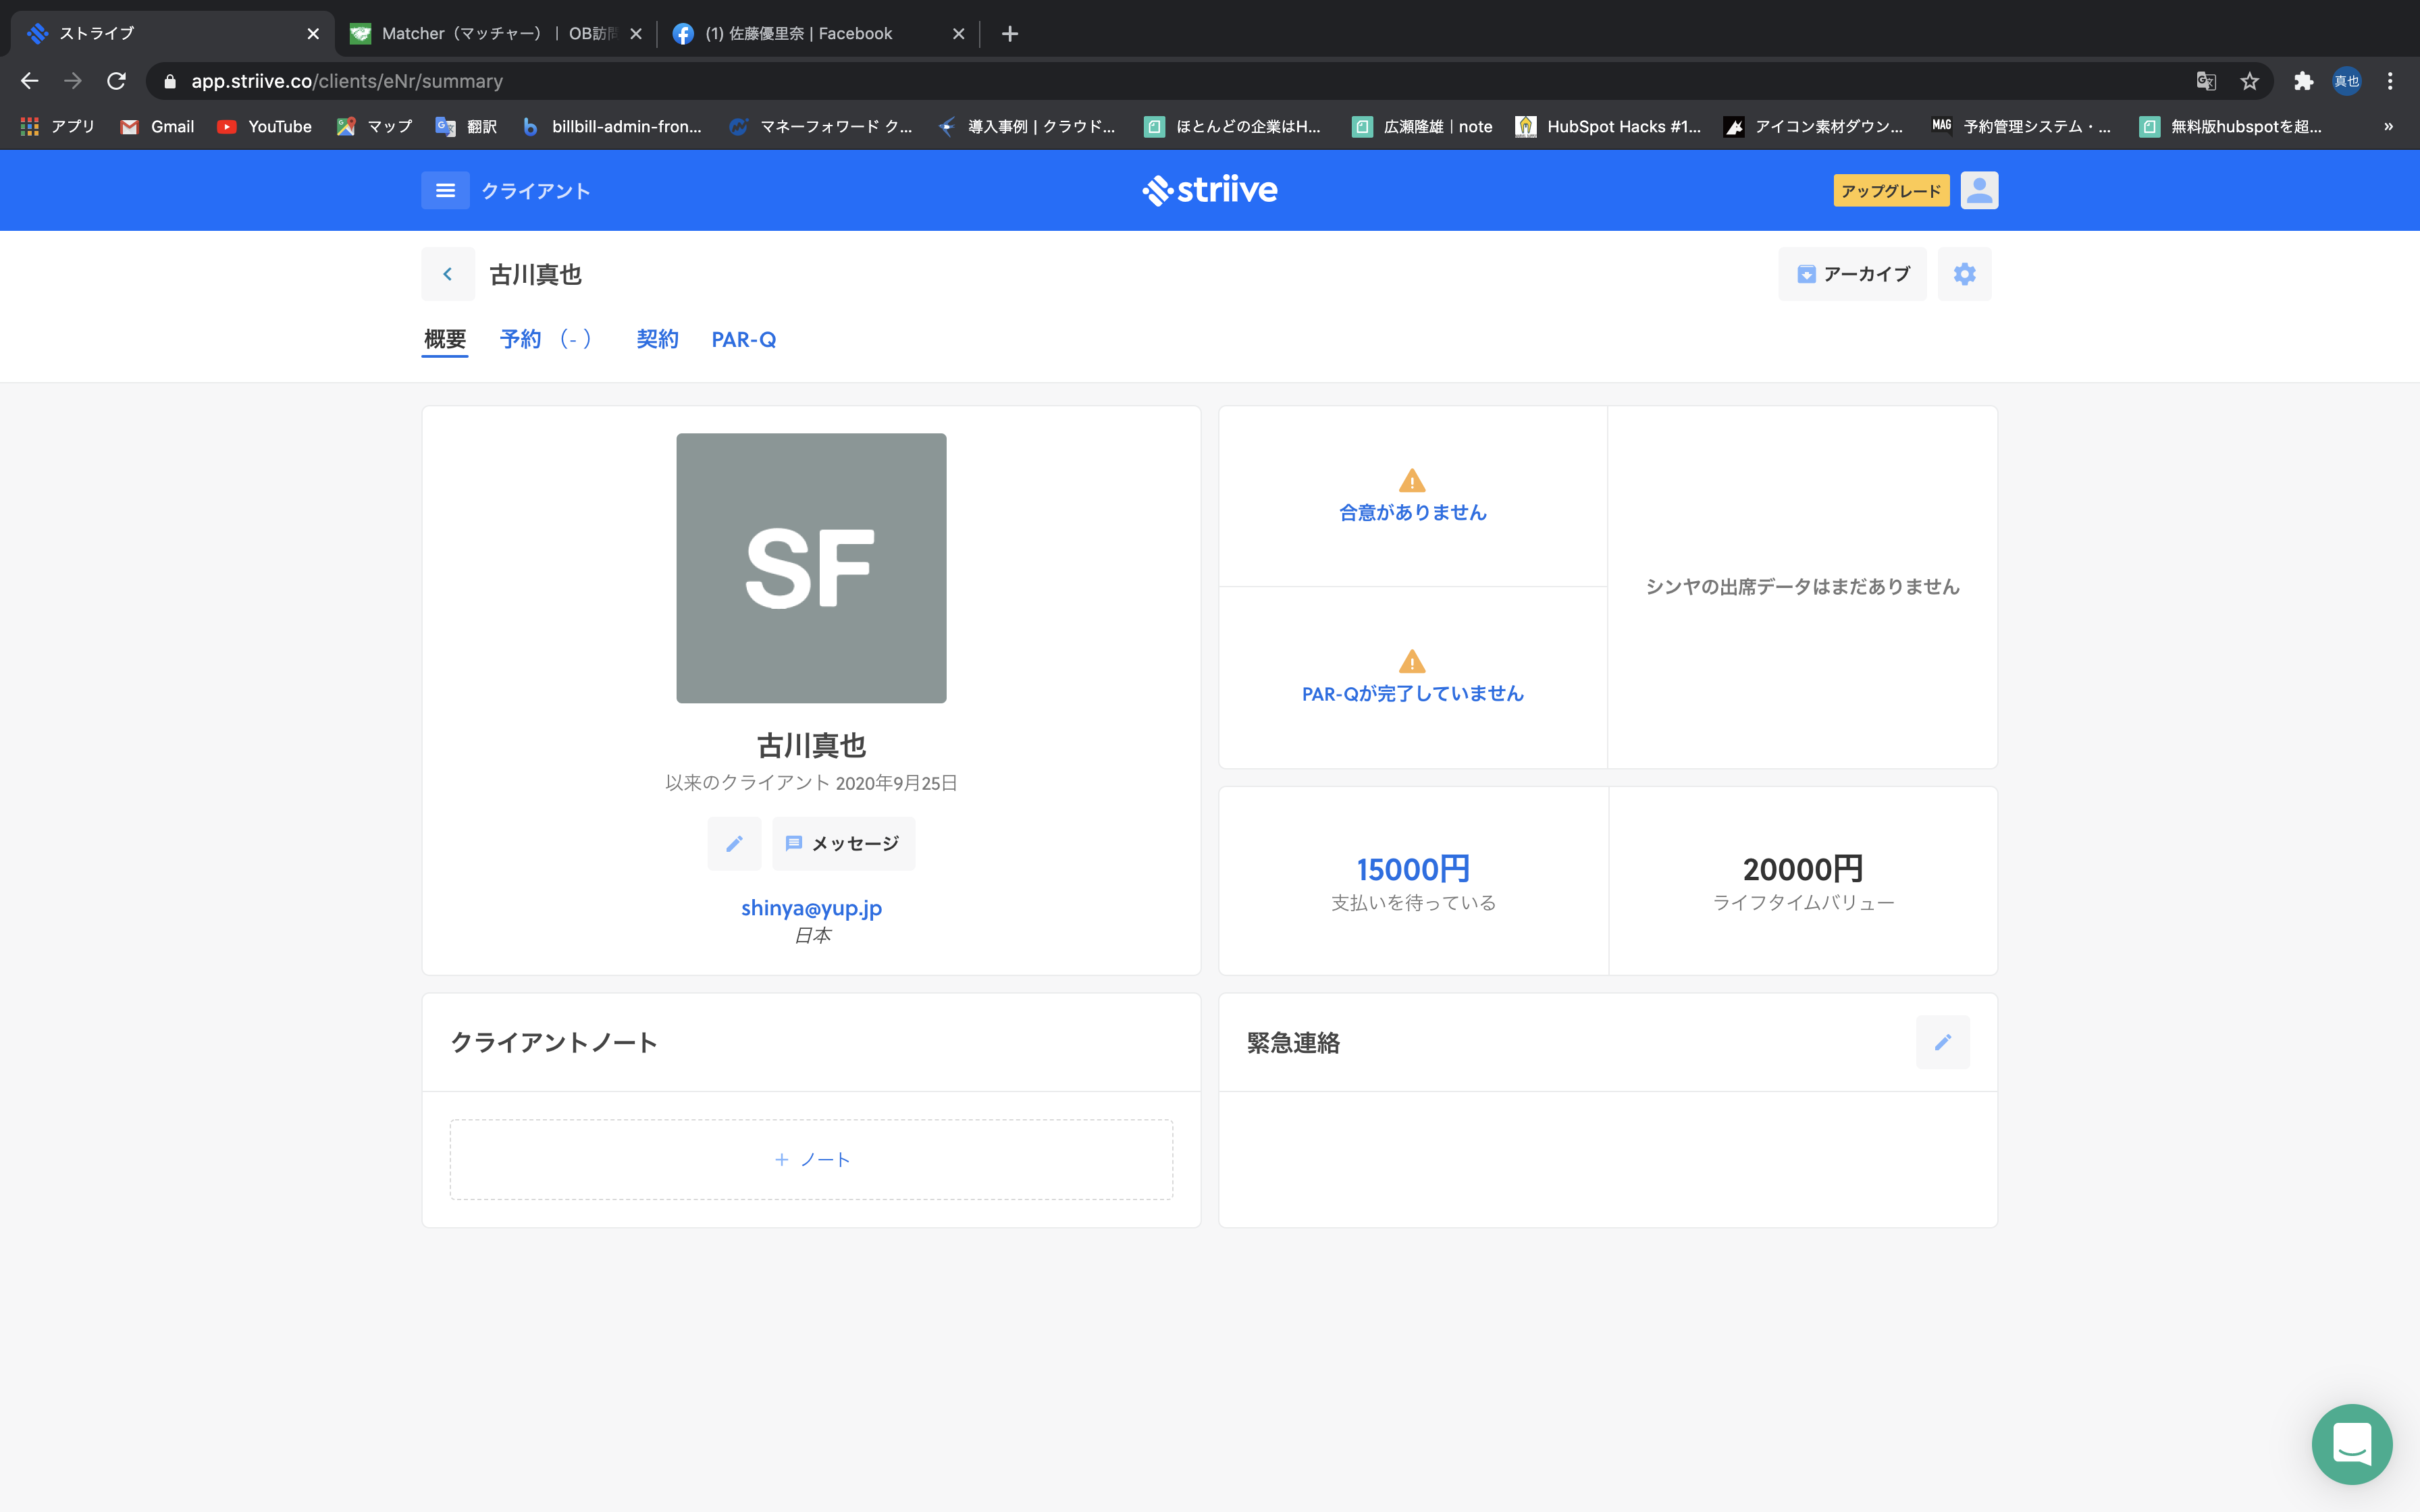 ストライブ
Matcher（マッチャー）｜ OB訪問
(1) 佐藤優里奈 | Facebook
app.striive.co/clients/eNr/summary
真也
アプリ
Gmail
YouTube
マップ
翻訳
billbill-admin-fron...
マネーフォワード ク...
導入事例 | クラウド...
ほとんどの企業はH...
広瀬隆雄｜note
HubSpot Hacks #1...
アイコン素材ダウン...
MAG
予約管理システム・...
無料版hubspotを超...
»
クライアント
striive
アップグレード
古川真也
アーカイブ
概要
予約 （- ）
契約
PAR-Q
SF
古川真也
以来のクライアント 2020年9月25日
メッセージ
shinya@yup.jp
日本
合意がありません
PAR-Qが完了していません
シンヤの出席データはまだありません
15000円
支払いを待っている
20000円
ライフタイムバリュー
クライアントノート
+ ノート
緊急連絡